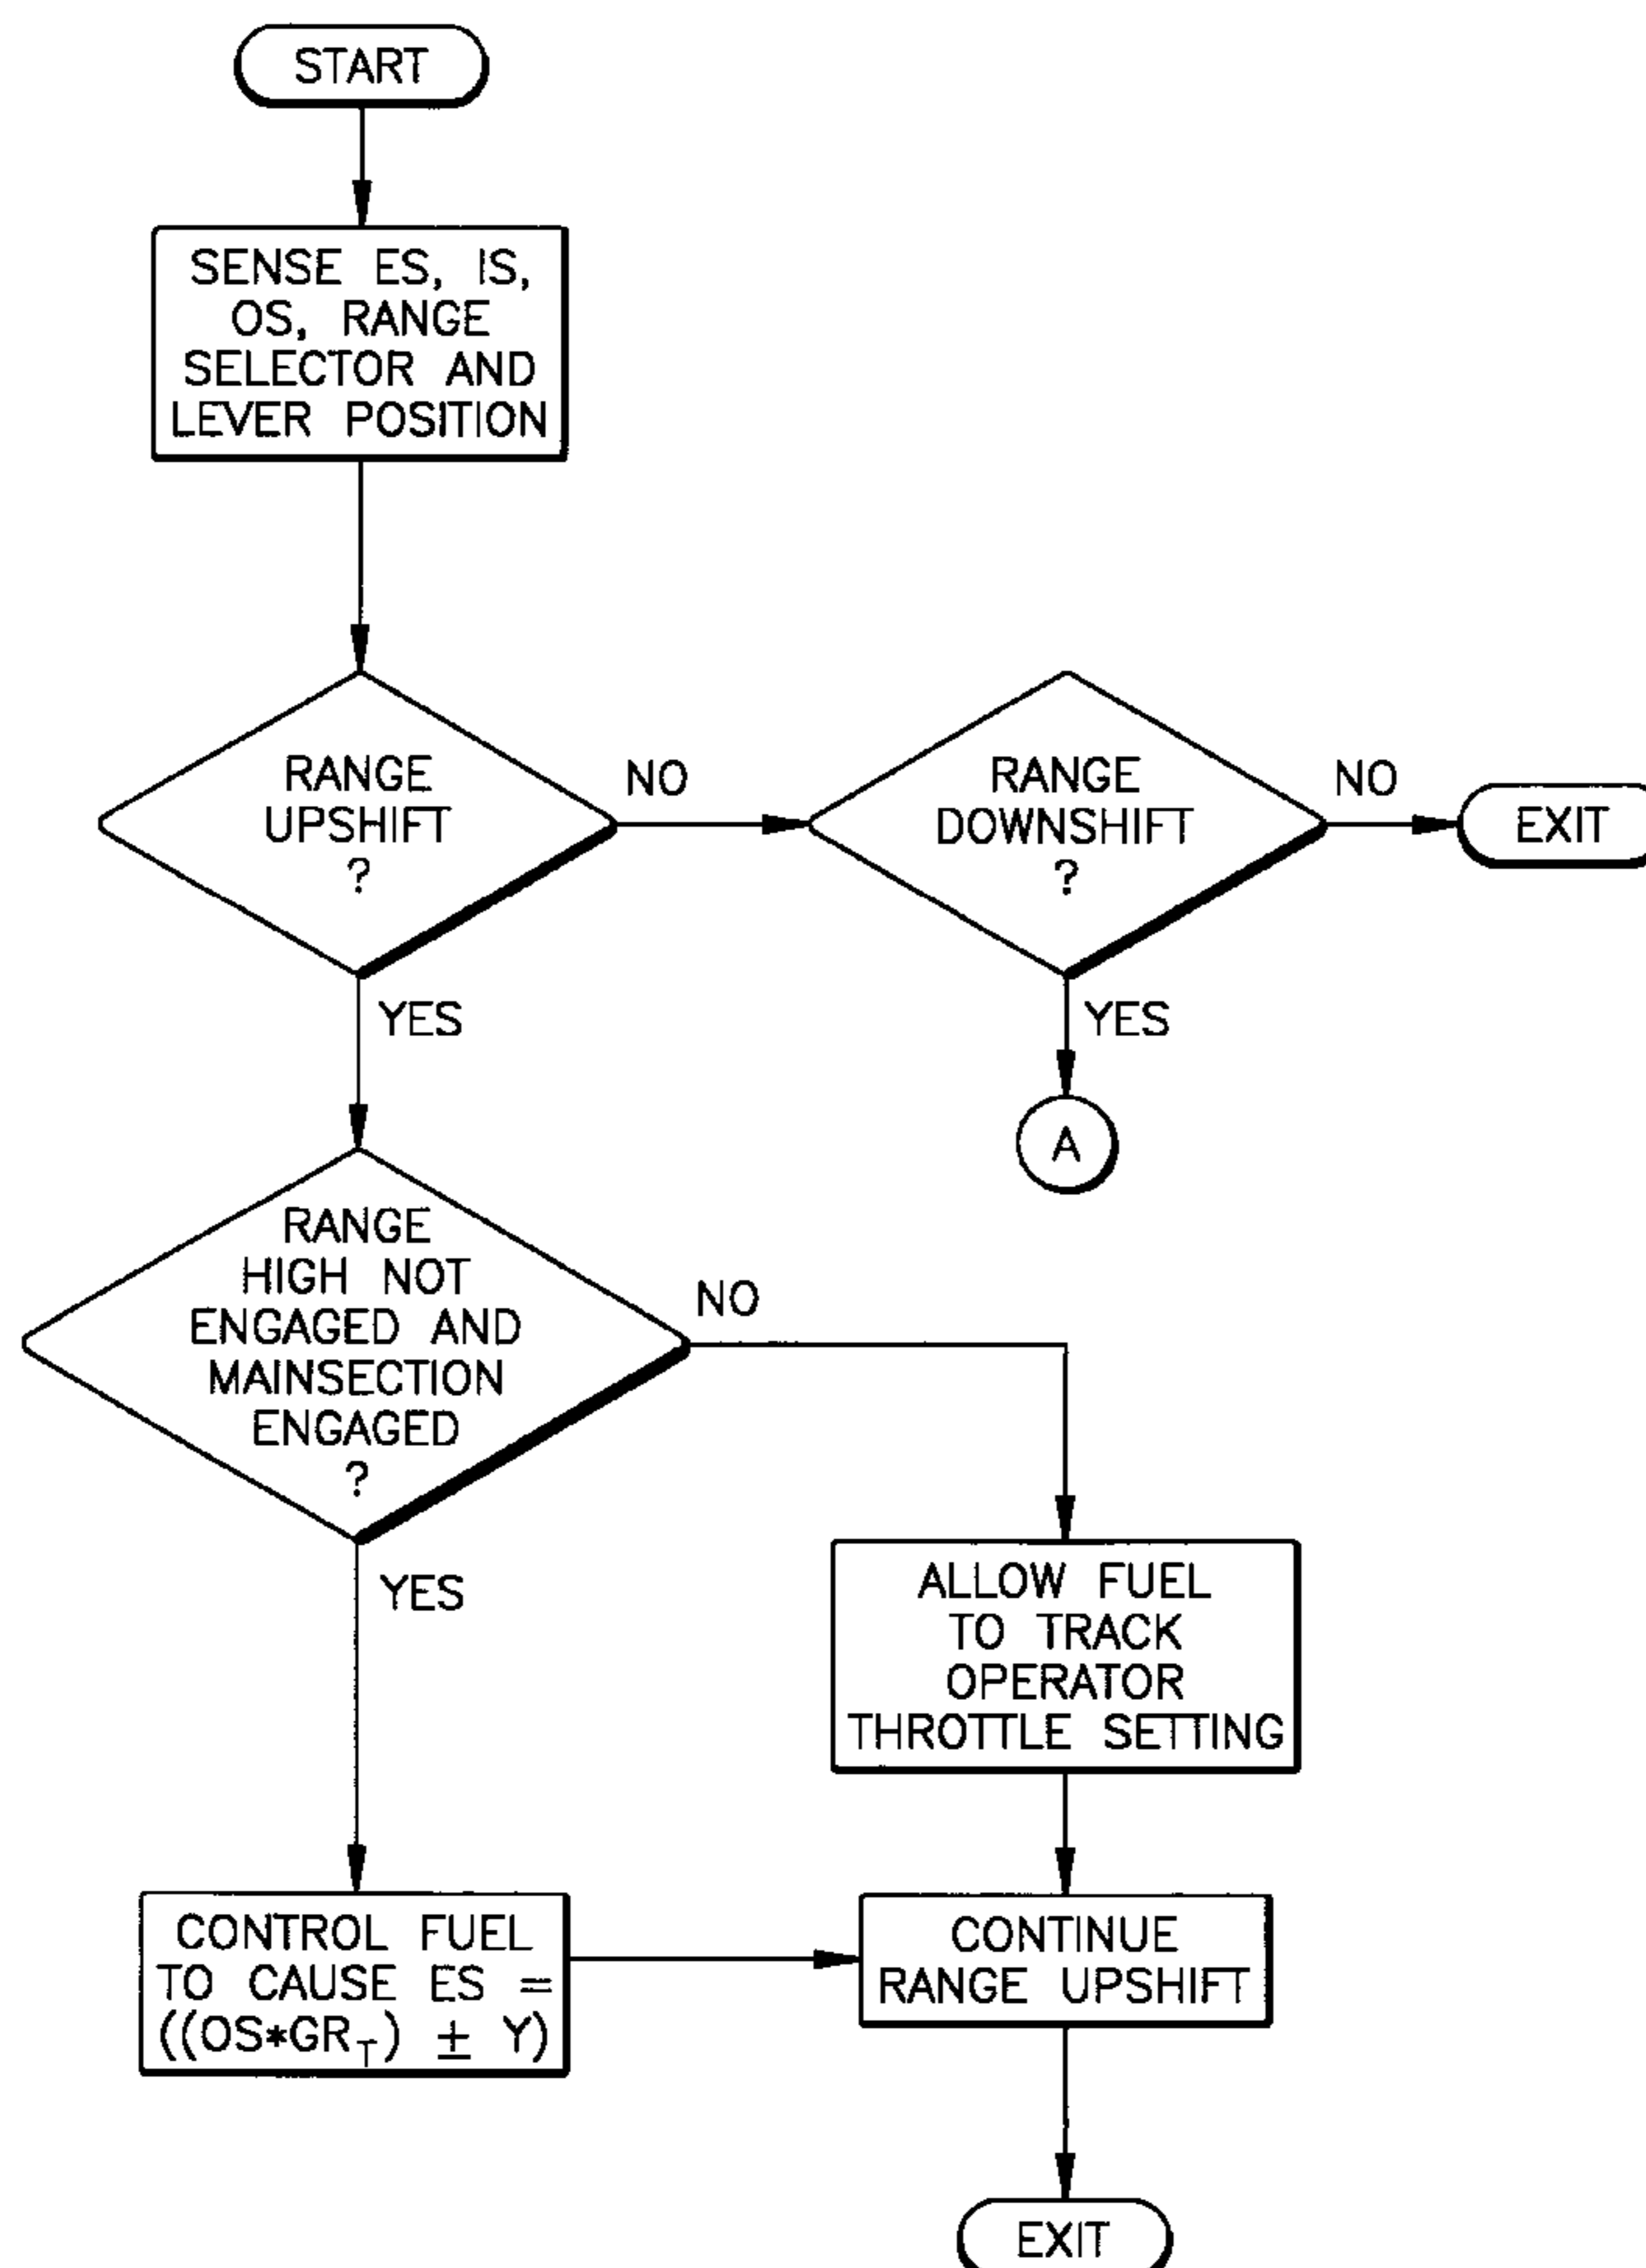 START
SENSE ES, IS,
OS, RANGE
SELECTOR AND
LEVER POSITION
RANGE
UPSHIFT
?
NO
RANGE
DOWNSHIFT
?
NO
EXIT
YES
YES
A
RANGE
HIGH NOT
ENGAGED AND
MAINSECTION
ENGAGED
?
NO
YES
ALLOW FUEL
TO TRACK
OPERATOR
THROTTLE SETTING
CONTROL FUEL
TO CAUSE ES =
((OS*GR_T) ± Y)
CONTINUE
RANGE UPSHIFT
EXIT